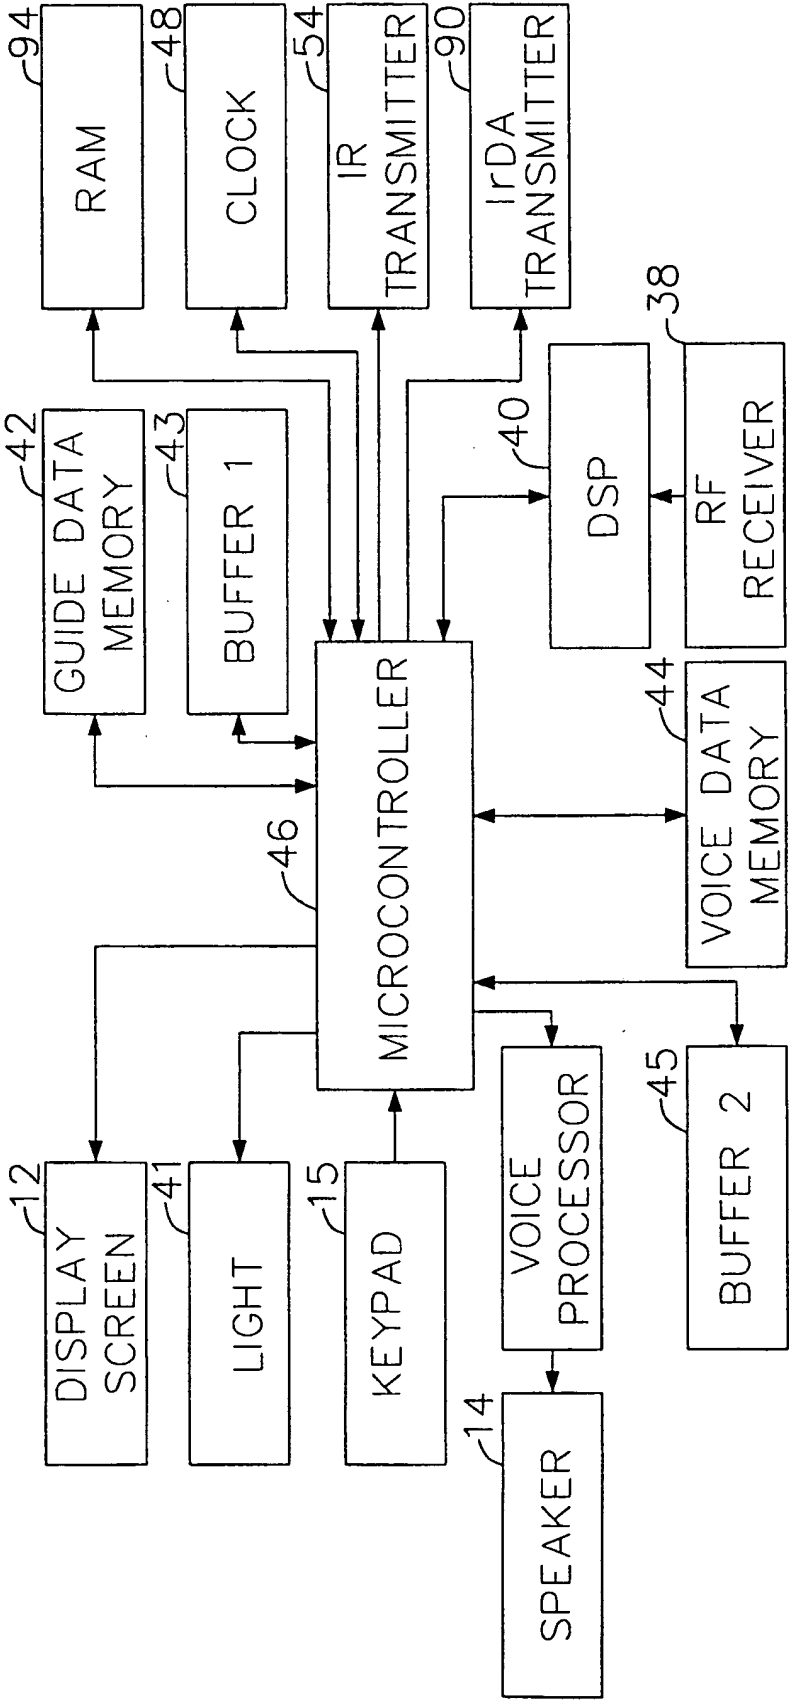 12
DISPLAY
SCREEN
42
GUIDE DATA
MEMORY
94
RAM
41
LIGHT
43
BUFFER 1
48
CLOCK
15
KEYPAD
46
MICROCONTROLLER
54
IR
TRANSMITTER
90
IrDA
TRANSMITTER
14
SPEAKER
VOICE
PROCESSOR
40
DSP
45
BUFFER 2
44
VOICE DATA
MEMORY
38
RF
RECEIVER